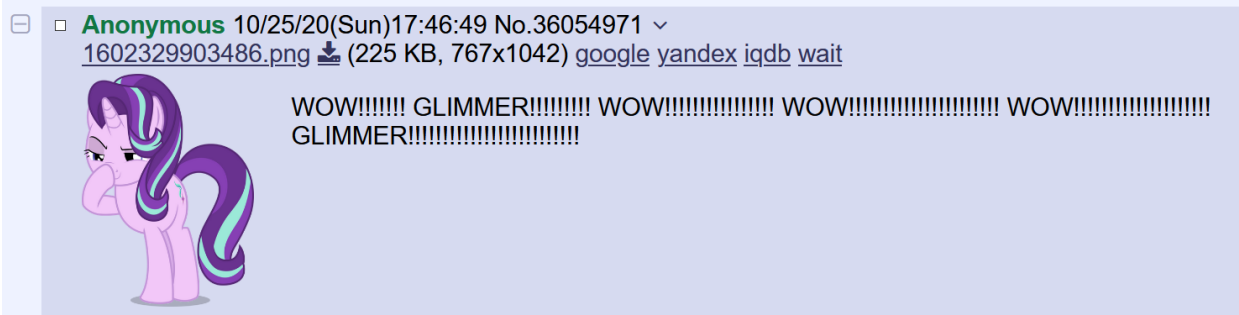 Anonymous 10/25/20(Sun)17:46:49 No.36054971
1602329903486.png (225 KB, 767x1042) google yandex iqdb wait
WOW!!!!!!! GLIMMER!!!!!!!!! WOW!!!!!!!!!!!!!!!! WOW!!!!!!!!!!!!!!!!!!!!!! WOW!!!!!!!!!!!!!!!!!!!!
GLIMMER!!!!!!!!!!!!!!!!!!!!!!!!!